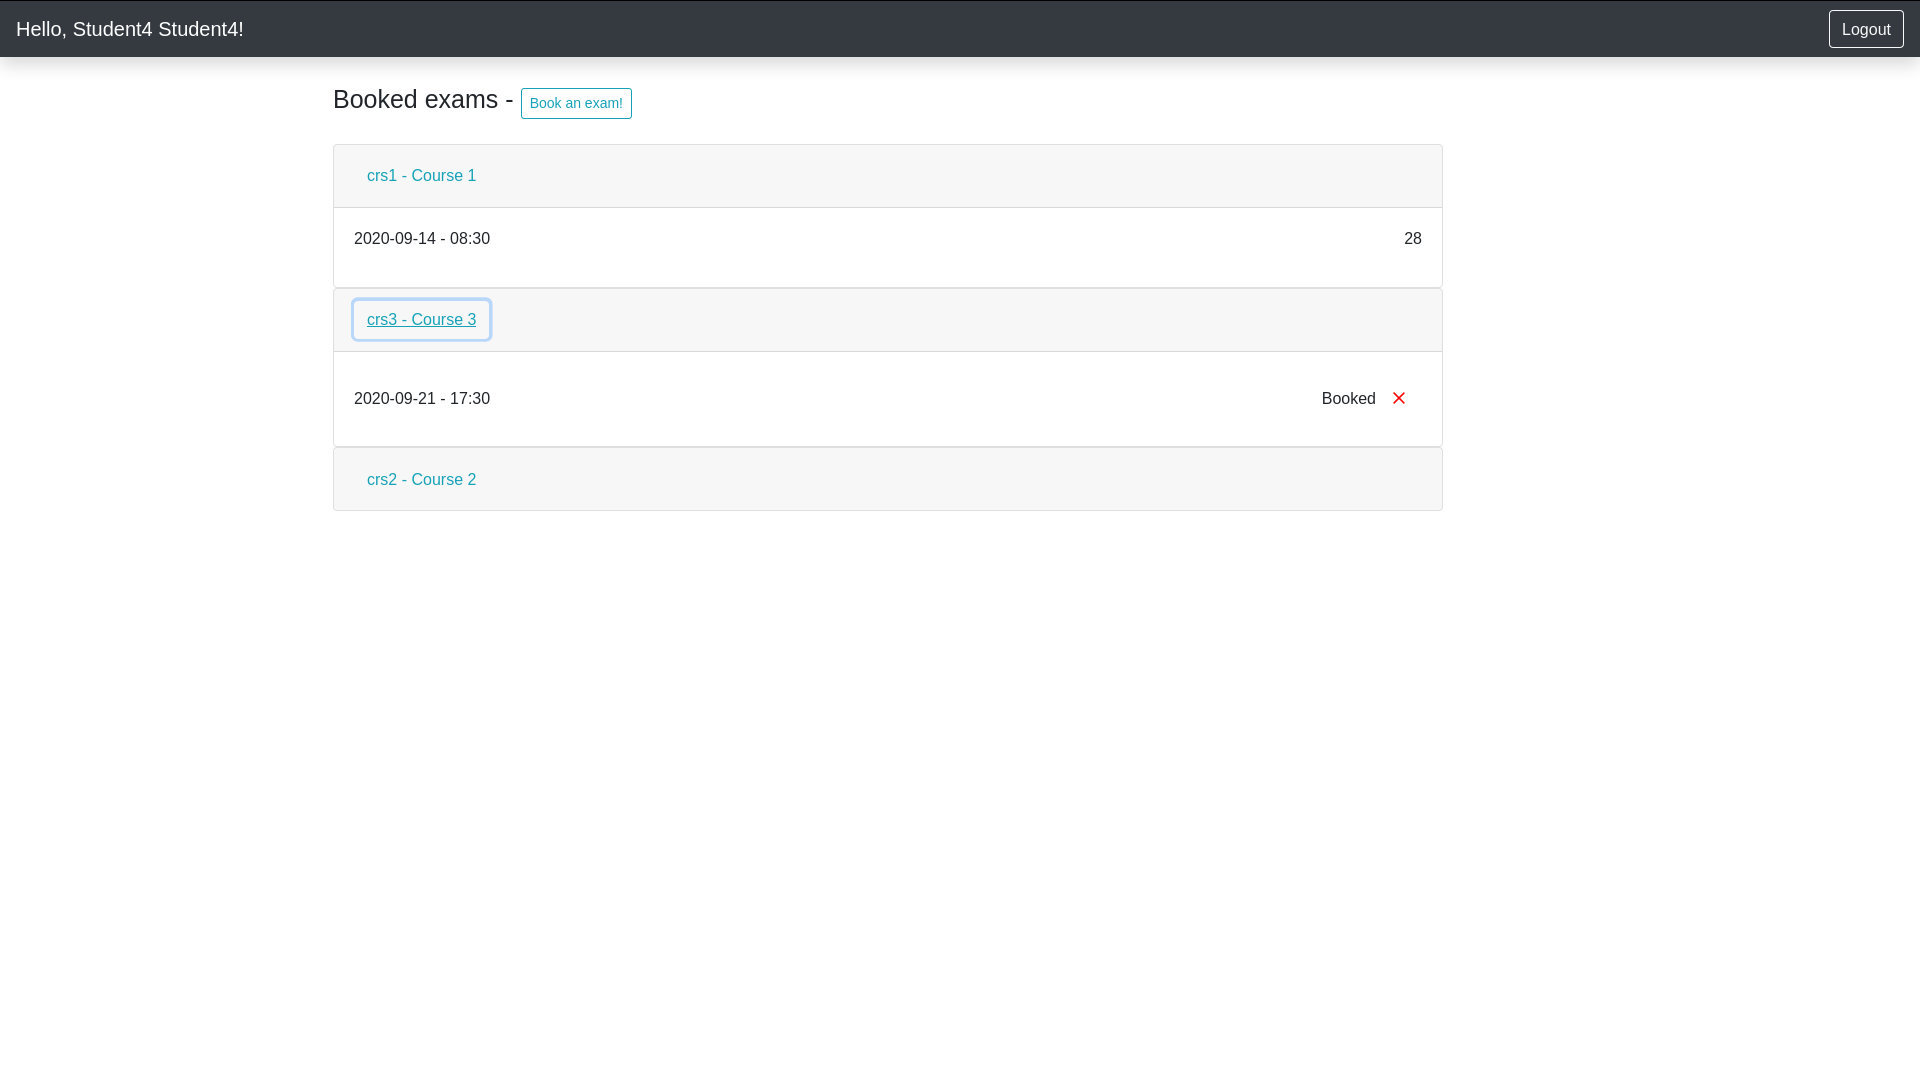 Hello, Student4 Student4!
Logout
Booked exams - Book an exam!
crs1 - Course 1
2020-09-14 - 08:30 28
crs3 - Course 3
2020-09-21 - 17:30 Booked
crs2 - Course 2